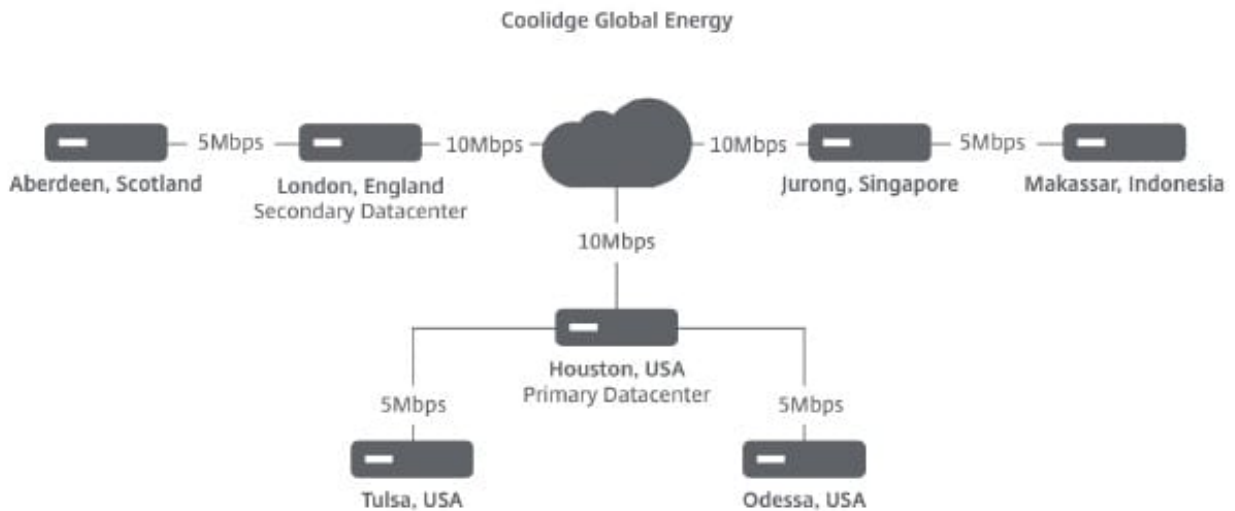 Coolidge Global Energy
5Mbps
10Mbps
10Mbps
5Mbps
Aberdeen, Scotland
London, England
Secondary Datacenter
Jurong, Singapore
Makassar, Indonesia
10Mbps
Houston, USA
Primary Datacenter
5Mbps
5Mbps
Tulsa, USA
Odessa, USA